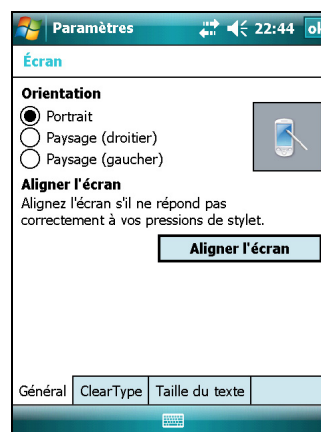 Paramètres 22:44 ok
Écran
Orientation
Portrait
Paysage (droitier)
Paysage (gaucher)
Aligner l'écran
Alignez l'écran s'il ne répond pas
correctement à vos pressions de stylet.
Aligner l'écran
Général ClearType Taille du texte